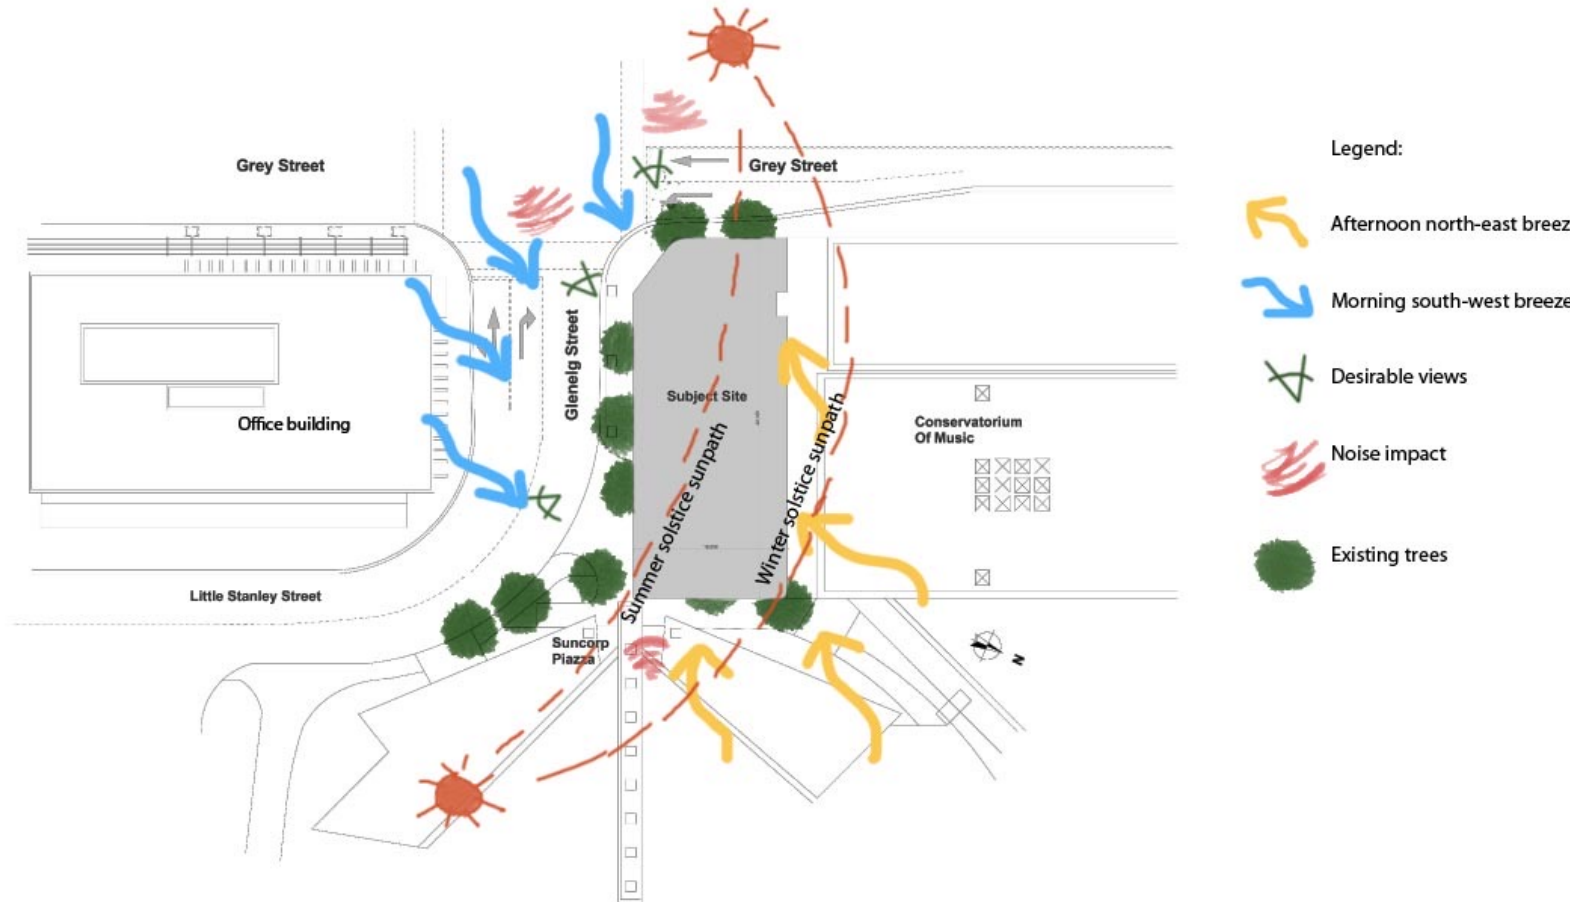 Grey Street
Grey Street
Legend:
Afternoon north-east breez
Morning south-west breeze
Glenelg Street
Desirable views
Subject Site
Office building
Conservatorium
Of Music
Noise impact
Summer solstice sunpath
Winter solstice sunpath
Existing trees
Little Stanley Street
Suncorp
Piazza
N